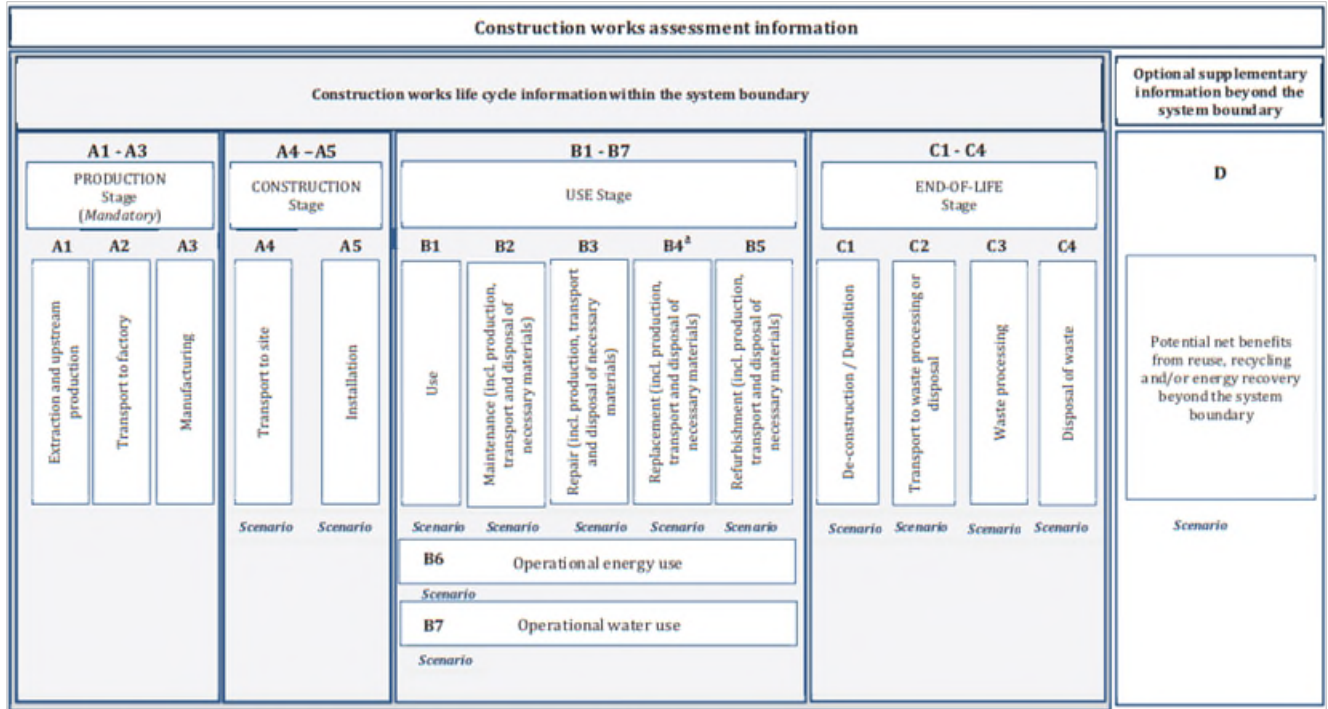 Construction works assessment information
Construction works life cycle information within the system boundary
Optional supplementary
information beyond the
system boundary
A1 - A3
PRODUCTION
Stage
(Mandatory)
A4 –A5
CONSTRUCTION
Stage
B1 - B7
USE Stage
C1 - C4
END-OF-LIFE
Stage
D
A1
A2
A3
A4
A5
B1
B2
B3
B4ª
B5
C1
C2
C3
C4
Extraction and upstream
production
Transport to factory
Manufacturing
Transport to site
Installation
Use
Maintenance (incl. production,
transport and disposal of
necessary materials)
Repair (incl. production, transport
and disposal of necessary
materials)
Replacement (incl. production,
transport and disposal of
necessary materials)
Refurbishment (incl. production,
transport and disposal of
necessary materials)
De-construction / Demolition
Transport to waste processing or
disposal
Waste processing
Disposal of waste
Potential net benefits
from reuse, recycling
and/or energy recovery
beyond the system
boundary
Scenario
Scenario
Scenario
Scenario
Scenario
Scenario
Scenario
Scenario
Scenario
Scenario
Scenario
Scenario
B6
Operational energy use
Scenario
B7
Operational water use
Scenario